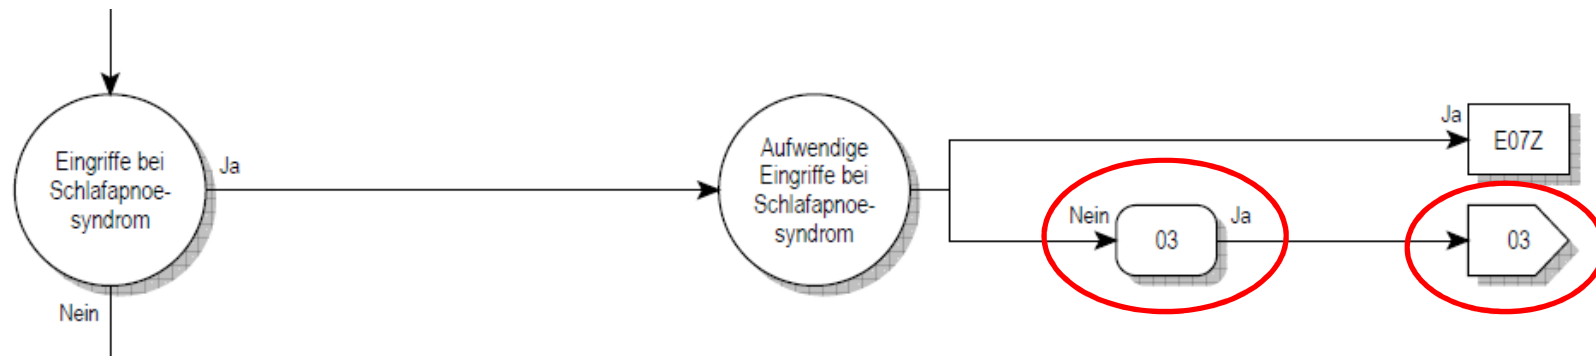 Eingriffe bei
Schlafapnoe-
syndrom
Ja
Nein
Aufwendige
Eingriffe bei
Schlafapnoe-
syndrom
Ja
E07Z
Nein
03
Ja
03